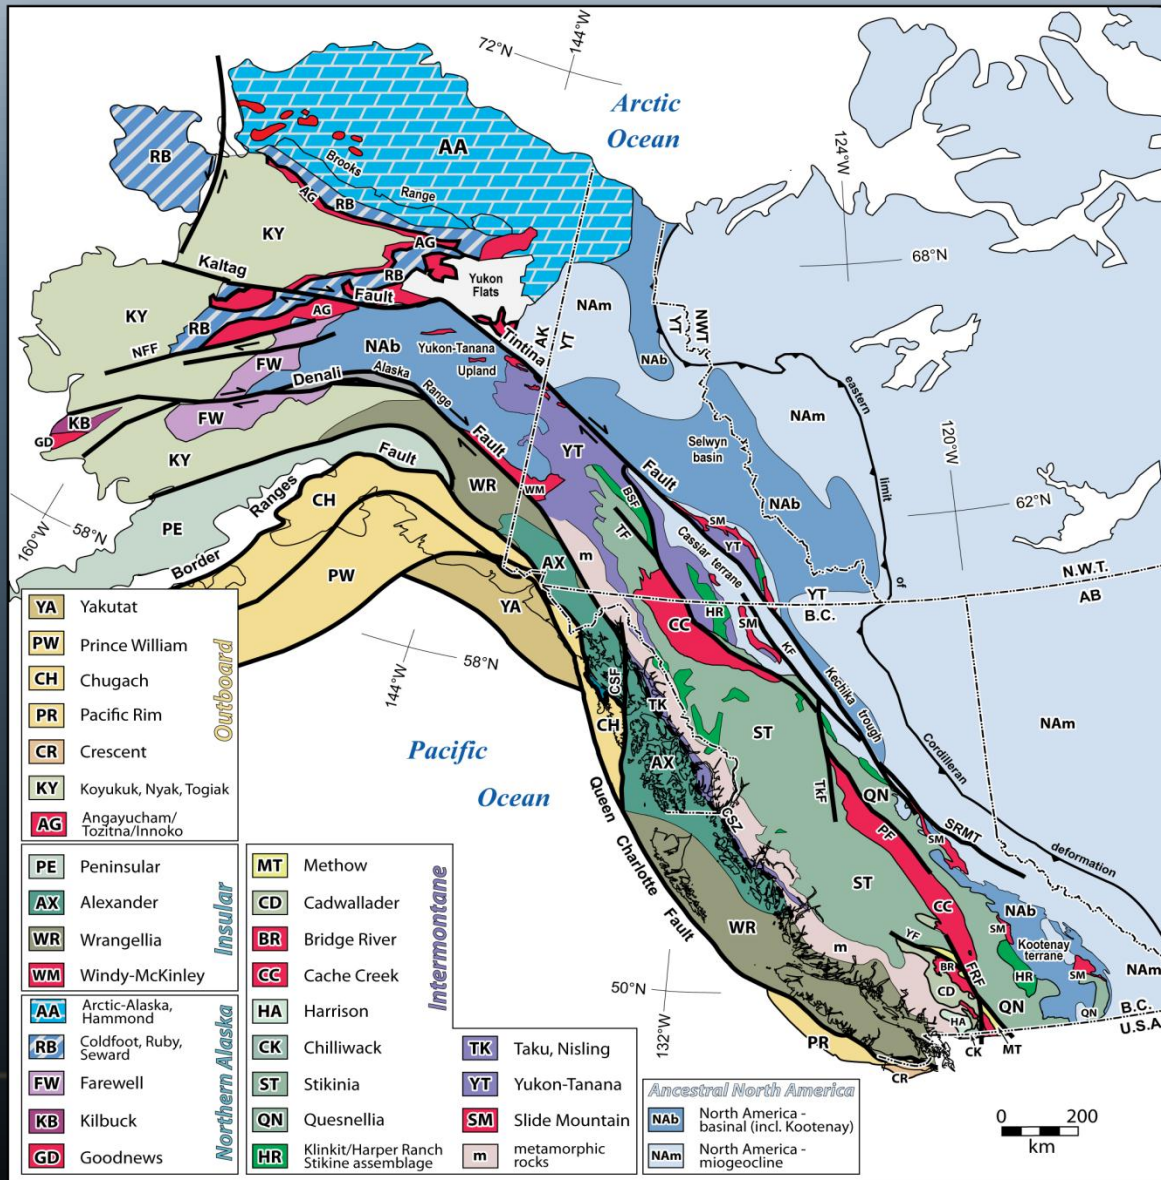 72°N
144°W
Arctic
Ocean
124°W
RB
AA
Brooks
Range
AG
RB
KY
AG
68°N
Kaltag
RB
Yukon
Flats
Fault
NAm
AK
YT
NWT
YT
KY
RB
AG
NFF
NAb
Yukon-Tanana
Upland
Tintina
NAb
FW
Denali
Alaska
Range
eastern
NAm
120°W
KB
GD
FW
Fault
Selwyn
basin
KY
Fault
WR
YT
Fault
NAb
limit
62°N
WM
BSF
SM
160°W
58°N
PE
Ranges
CH
TF
Cassiar terrane
YT
Border
AX
m
of
N.W.T.
AB
PW
YA
YT
B.C.
CC
HR
SM
KF
58°N
144°W
CSF
TK
Kechika trough
CH
ST
NAm
Pacific
Ocean
AX
Cordilleran
Queen Charlotte Fault
CSZ
TkF
QN
PF
SRMT
SM
deformation
ST
CC
NAb
SM
Kootenay
terrane
WR
m
YF
BR
FRF
HR
SM
NAm
50°N
CD
QN
QN
B.C.
U.S.A
HA
132°W
PR
CK
MT
CR
0 200
km
YA Yakutat
PW Prince William
CH Chugach
PR Pacific Rim
CR Crescent
KY Koyukuk, Nyak, Togiak
AG Angayucham/
Tozitna/Innoko
Outboard
PE Peninsular
AX Alexander
WR Wrangellia
WM Windy-McKinley
Insular
AA Arctic-Alaska,
Hammond
RB Coldfoot, Ruby,
Seward
FW Farewell
KB Kilbuck
GD Goodnews
Northern Alaska
MT Methow
CD Cadwallader
BR Bridge River
CC Cache Creek
HA Harrison
CK Chilliwack
ST Stikinia
QN Quesnellia
HR Klinkit/Harper Ranch
Stikine assemblage
Intermontane
TK Taku, Nisling
YT Yukon-Tanana
SM Slide Mountain
m metamorphic
rocks
Ancestral North America
NAb North America -
basinal (incl. Kootenay)
NAm North America -
miogeocline